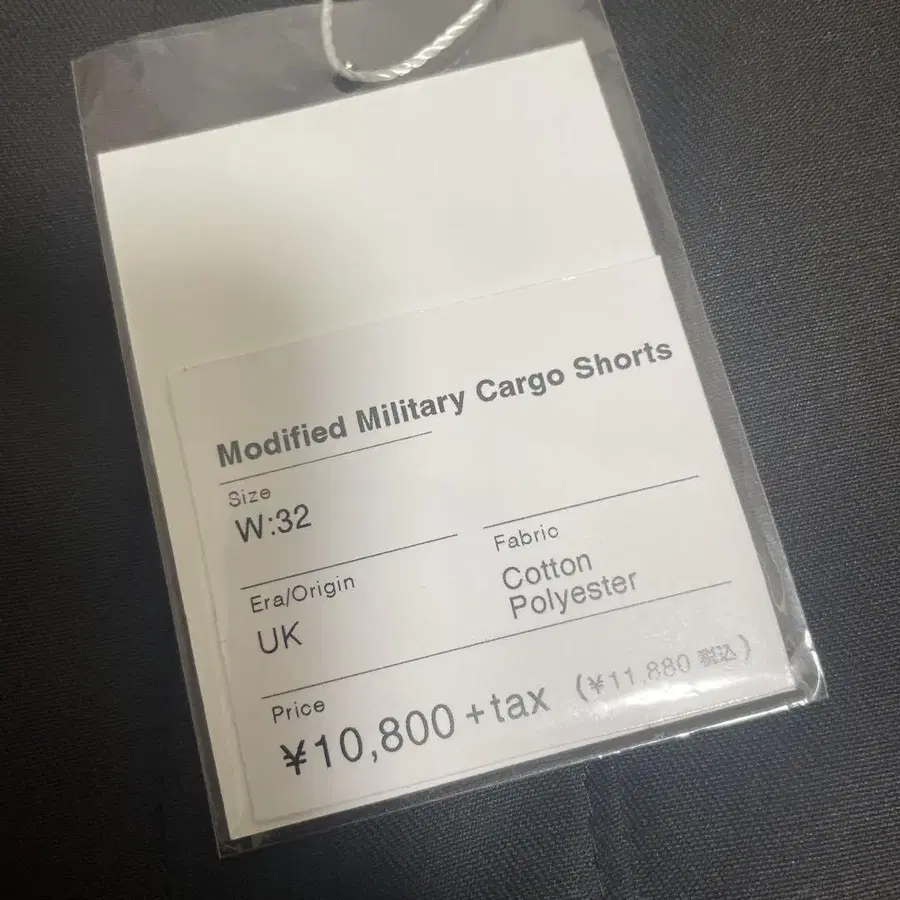 Modified Military Cargo Shorts
Size
W:32
Era/Origin
UK
Fabric
Cotton
Polyester
Price
¥10,800+tax (¥11,880 税込)